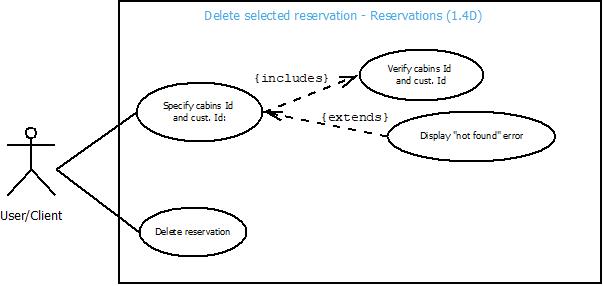 Delete selected reservation - Reservations (1.4D)
Verify cabins Id
and cust. Id
{includes}
Specify cabins Id
and cust. Id:
{extends}
Display "not found" error
User/Client
Delete reservation